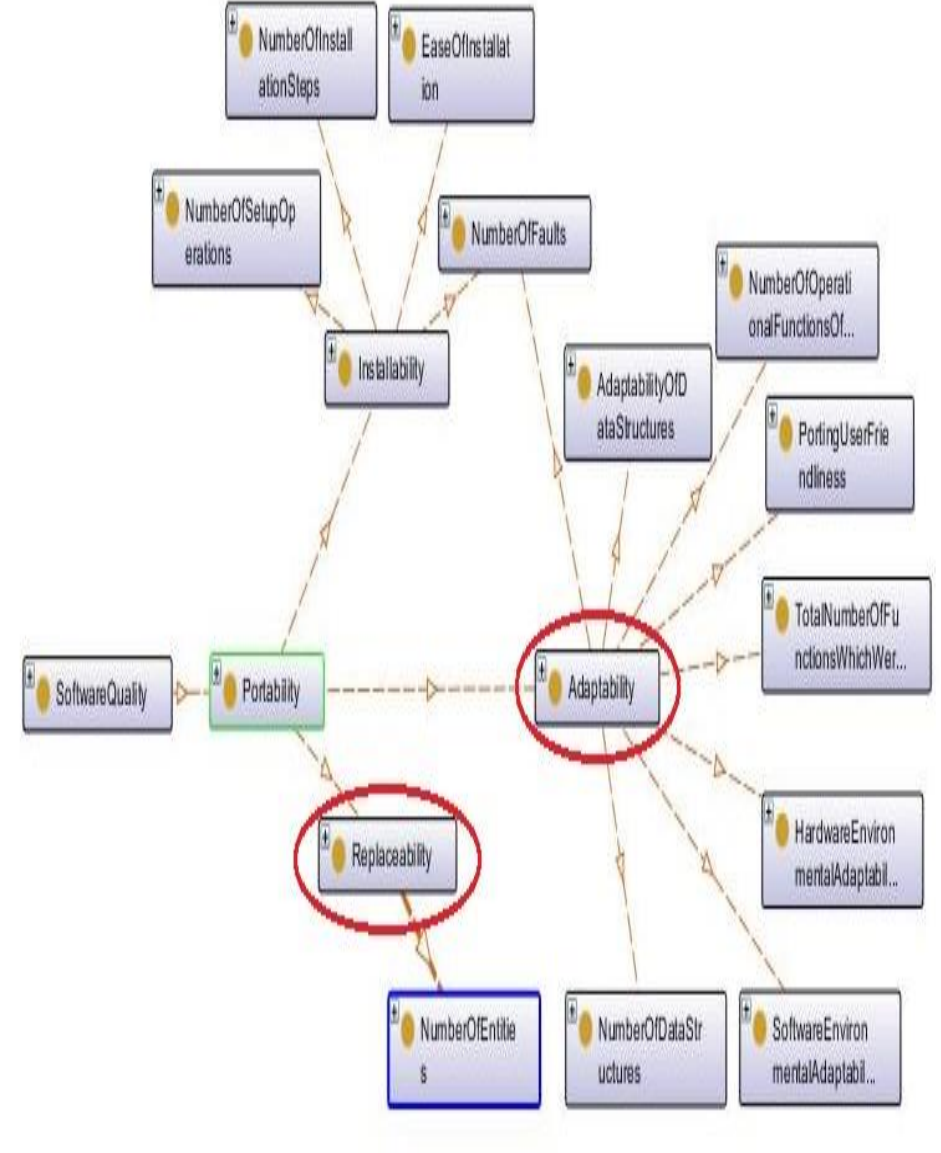 NumberOfInstall
ationSteps
EaseOfInstallat
ion
NumberOfSetupOp
erations
NumberOfFaults
NumberOfOperati
onalFunctionsOf...
Installability
AdaptabilityOfD
ataStructures
PortingUserFrie
ndliness
TotalNumberOfFu
nctionsWhichWer...
SoftwareQuality
Portability
Adaptability
HardwareEnviron
mentalAdaptabil...
Replaceability
NumberOfEntitie
s
NumberOfDataStr
uctures
SoftwareEnviron
mentalAdaptabil...